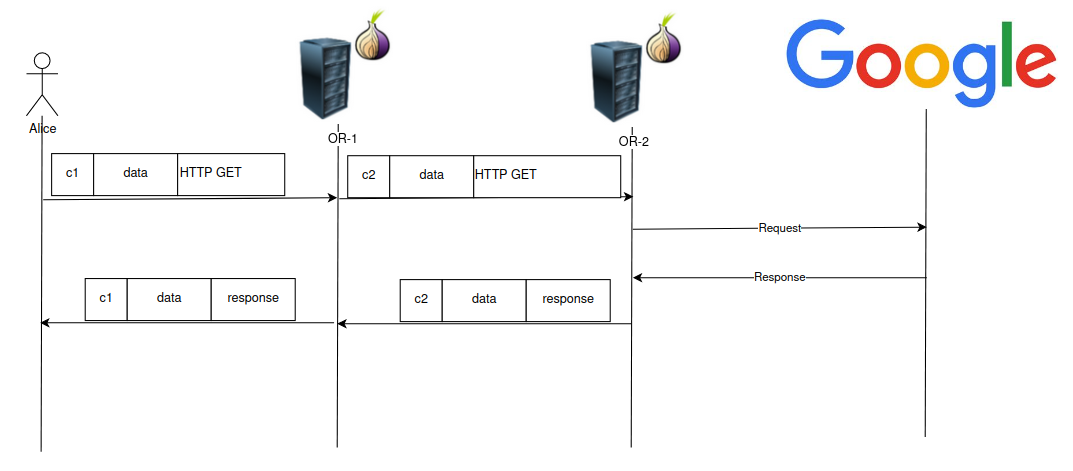 Google
Alice
OR-1
OR-2
c1 data HTTP GET
c2 data HTTP GET
Request
Response
c1 data response
c2 data response